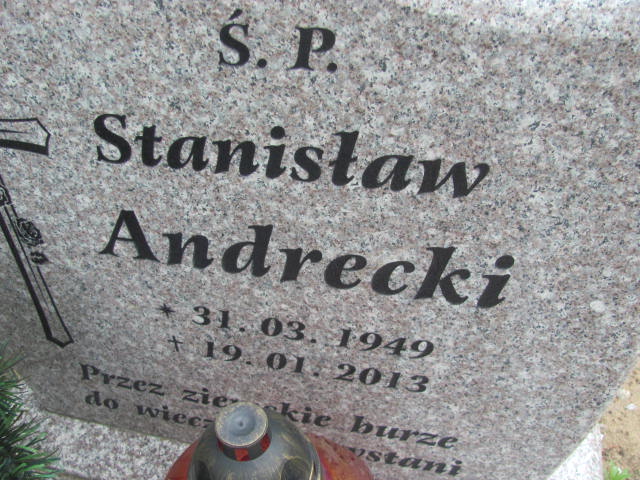 Ś. P.
Stanisław
Andrecki
* 31. 03. 1949
† 19. 01. 2013
Przez burze
do